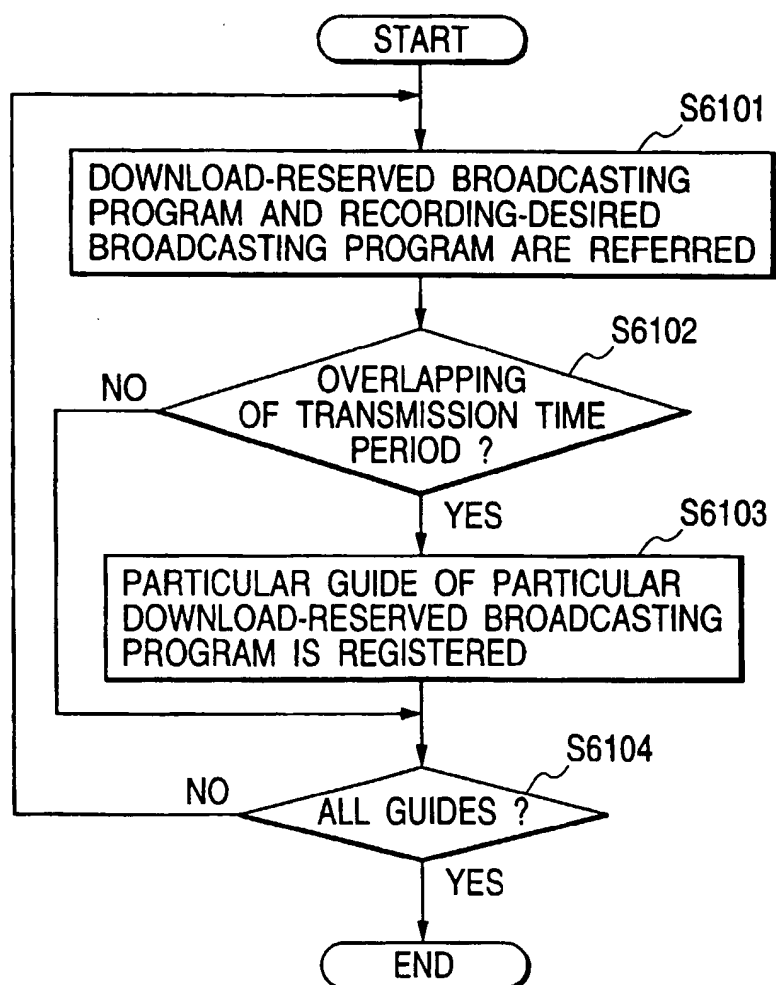 START
S6101
DOWNLOAD-RESERVED BROADCASTING
PROGRAM AND RECORDING-DESIRED
BROADCASTING PROGRAM ARE REFERRED
S6102
NO
OVERLAPPING
OF TRANSMISSION TIME
PERIOD ?
YES
S6103
PARTICULAR GUIDE OF PARTICULAR
DOWNLOAD-RESERVED BROADCASTING
PROGRAM IS REGISTERED
S6104
NO
ALL GUIDES ?
YES
END